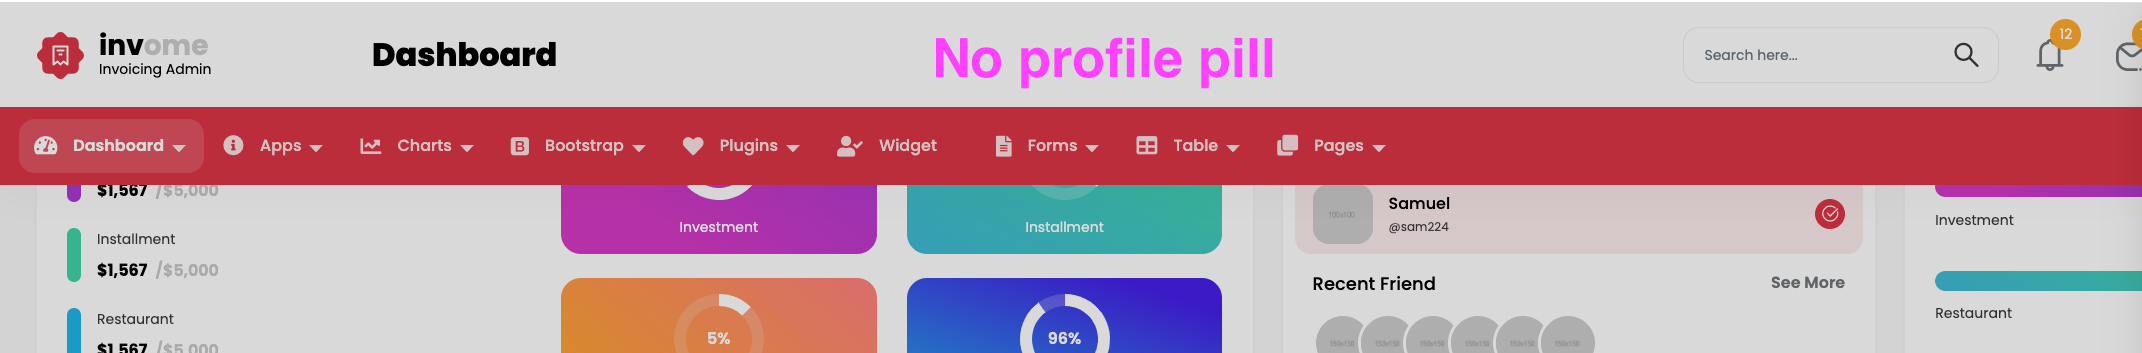 invome
Invoicing Admin
Dashboard
No profile pill
Search here...
12
Dashboard
Apps
Charts
Bootstrap
Plugins
Widget
Forms
Table
Pages
$1,567 /$5,000
Installment
$1,567 /$5,000
Restaurant
$1,567 /$5,000
Investment
Installment
5%
96%
100x100
Samuel
@sam224
Recent Friend
See More
150x150
150x150
150x150
150x150
150x150
150x150
Investment
Restaurant